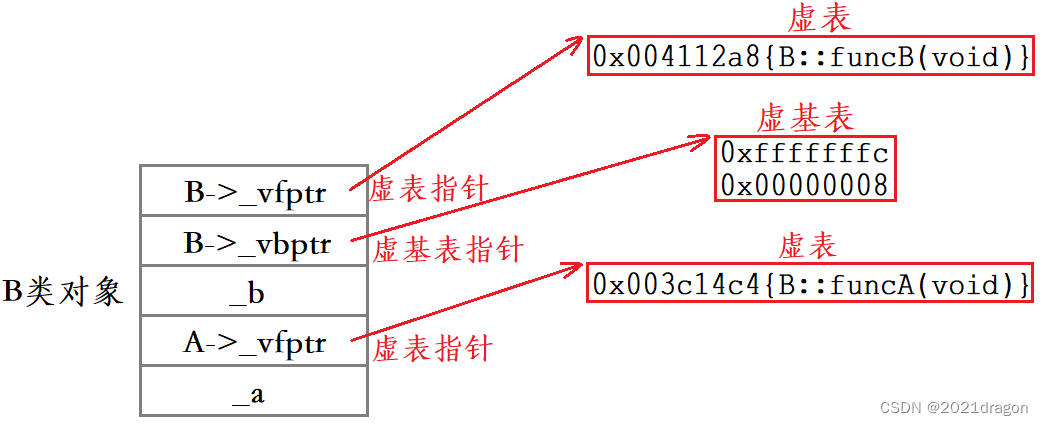 虚表
0x004112a8{B::funcB(void)}
虚基表
0xfffffffc
0x00000008
B->_vfptr
虚表指针
B->_vbptr
虚基表指针
虚表
B类对象
_b
0x003c14c4{B::funcA(void)}
A->_vfptr
虚表指针
_a
CSDN @2021dragon